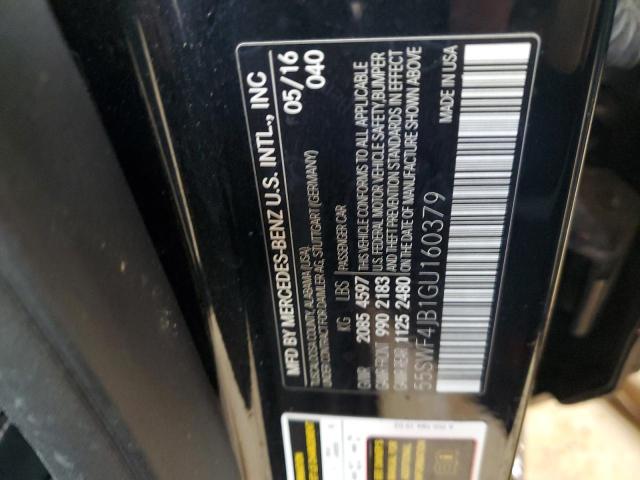 MFD BY MERCEDES-BENZ U.S. INTL., INC 05/16
TUSCALOOSA COUNTY, ALABAMA (USA) 040
UNDER CONTRACT FOR DAIMLER AG, STUTTGART (GERMANY)
KG LBS PASSENGER CAR
GVWR 2085 4597 THIS VEHICLE CONFORMS TO ALL APPLICABLE
GAWR FRONT 990 2183 U.S. FEDERAL MOTOR VEHICLE SAFETY,BUMPER
GAWR REAR 1125 2480 AND THEFT PREVENTION STANDARDS IN EFFECT
ON THE DATE OF MANUFACTURE SHOWN ABOVE
55SWF4JB1GU160379 MADE IN USA